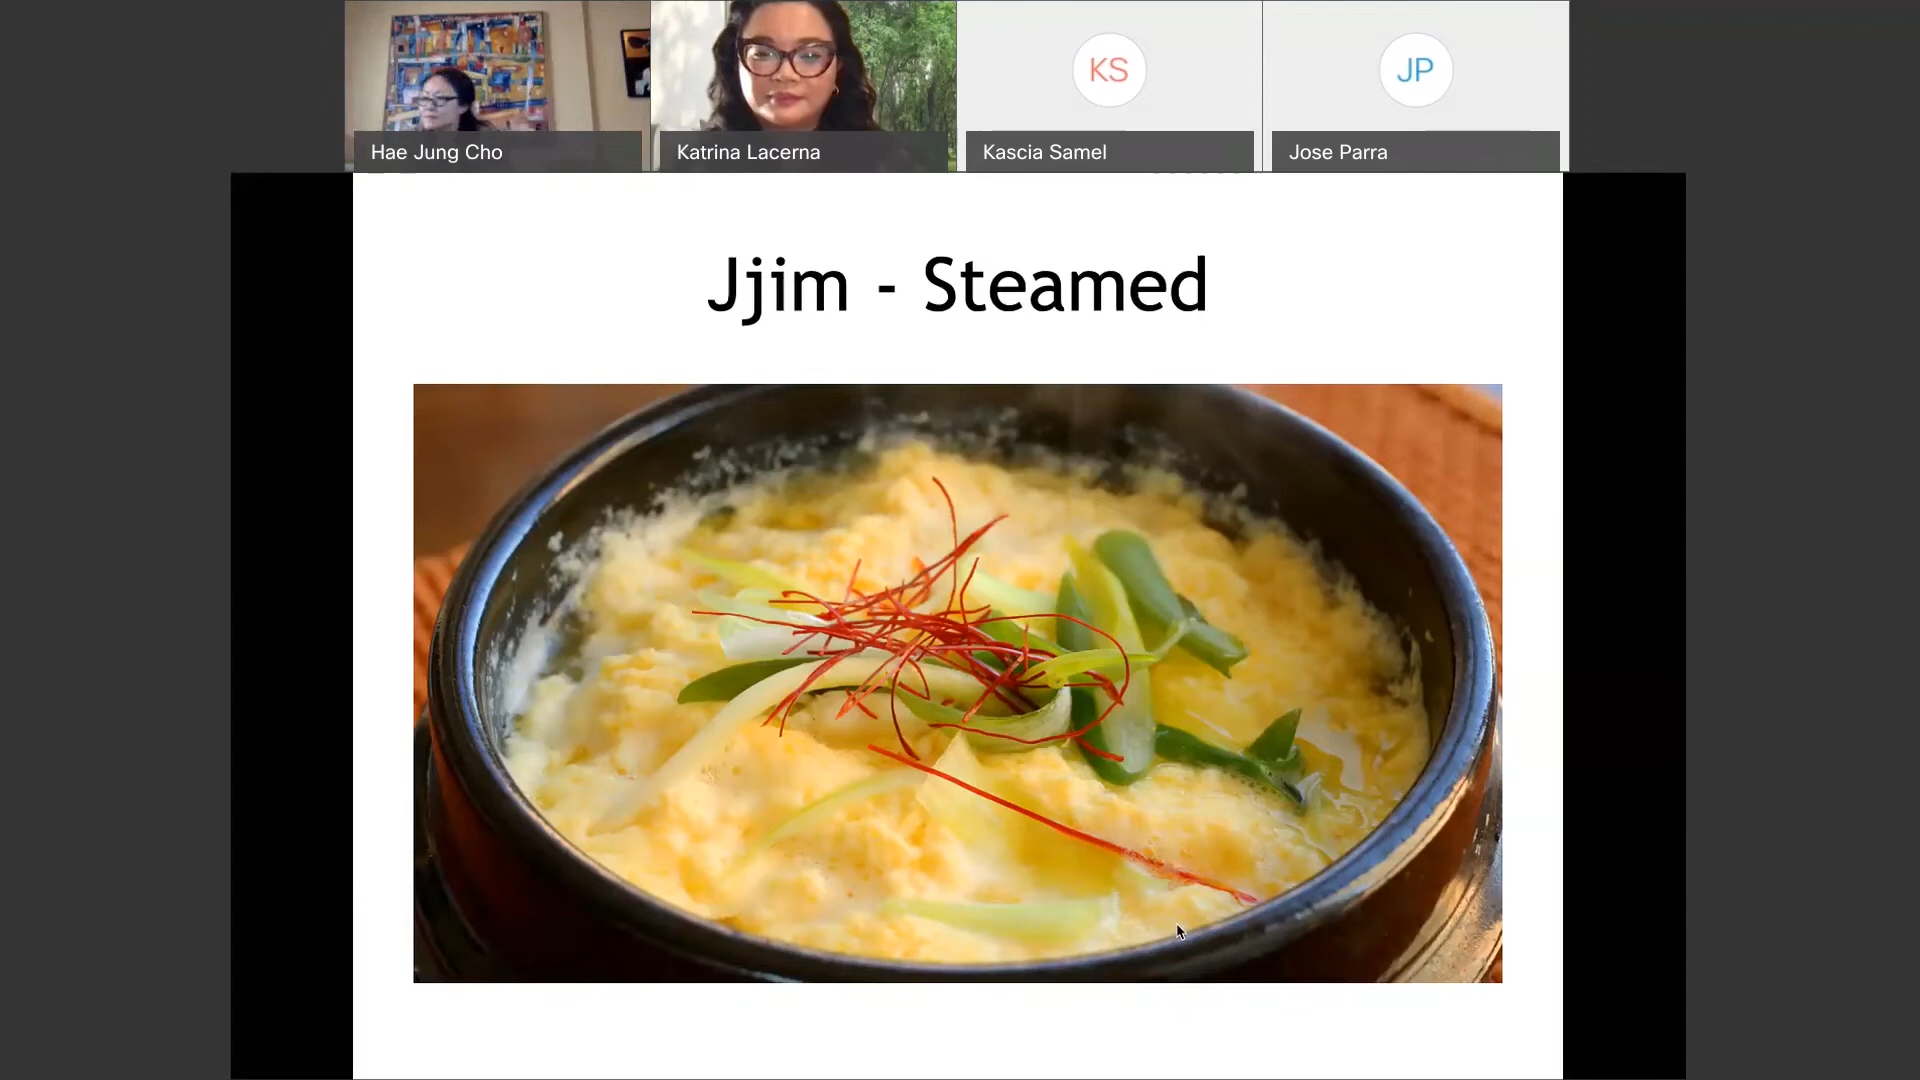 Hae Jung Cho
Katrina Lacerna
KS
Kascia Samel
JP
Jose Parra
Jjim - Steamed